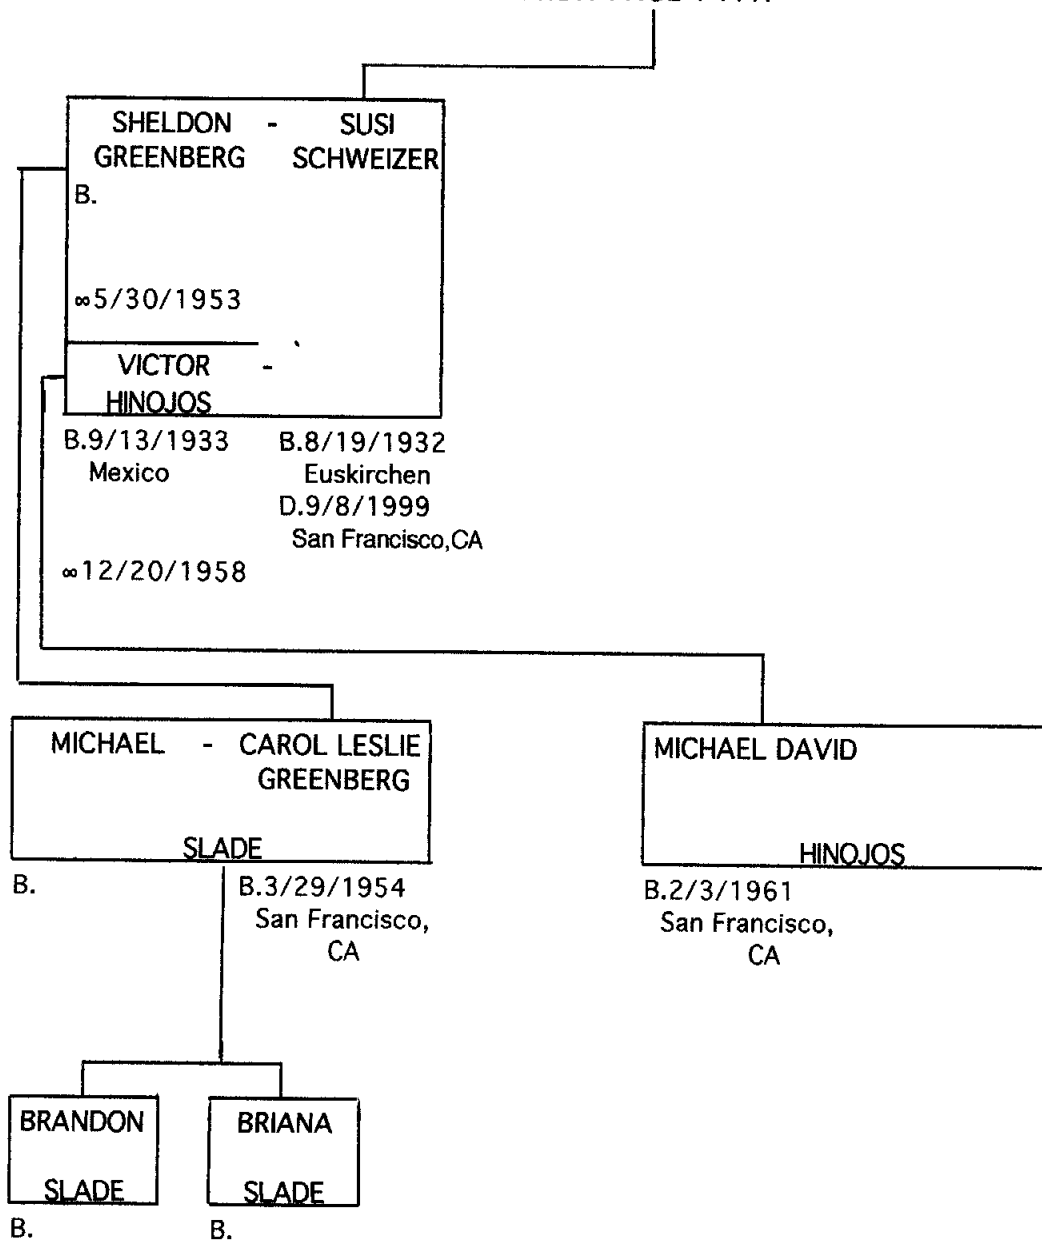 SHELDON - SUSI
GREENBERG SCHWEIZER
B.
∞5/30/1953
VICTOR -
HINOJOS
B.9/13/1933 B.8/19/1932
Mexico Euskirchen
D.9/8/1999
San Francisco,CA
∞12/20/1958
MICHAEL - CAROL LESLIE
GREENBERG
SLADE
B. B.3/29/1954
San Francisco,
CA
MICHAEL DAVID
HINOJOS
B.2/3/1961
San Francisco,
CA
BRANDON
SLADE
B.
BRIANA
SLADE
B.